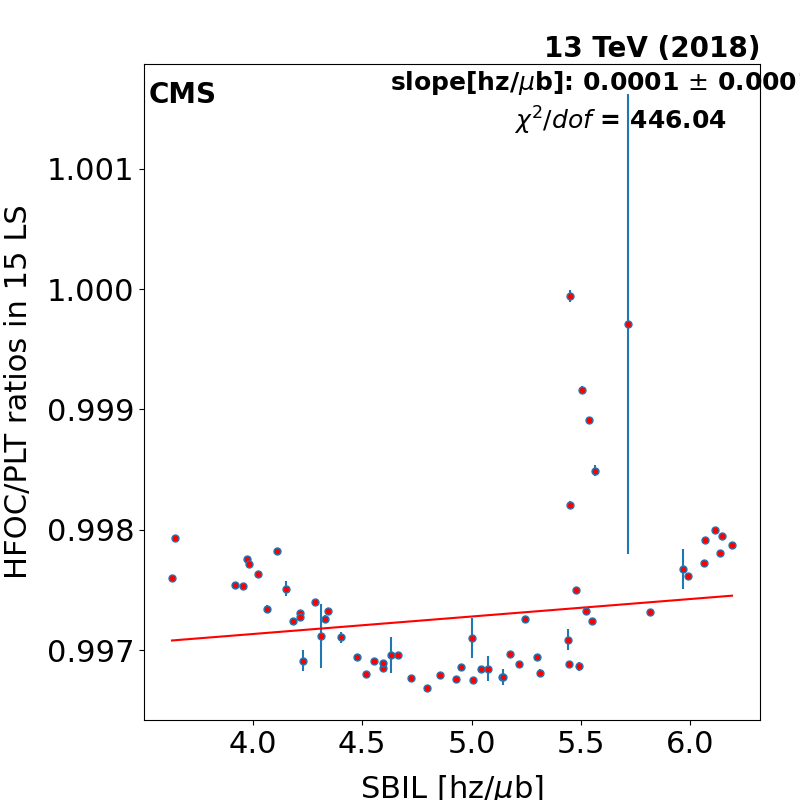 13 TeV (2018)
CMS
slope[hz/μb]: 0.0001 ± 0.000
χ²/dof = 446.04
HFOC/PLT ratios in 15 LS
1.001
1.000
0.999
0.998
0.997
4.0 4.5 5.0 5.5 6.0
SBIL [hz/μb]